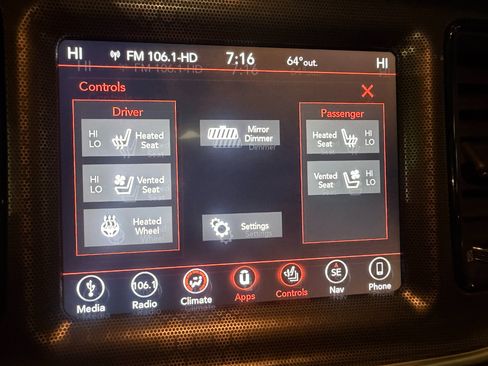 HI FM 106.1-HD 7:16 64°out. HI
Controls
Driver
HI
LO
Heated
Seat
HI
LO
Vented
Seat
Heated
Wheel
Mirror
Dimmer
Settings
Passenger
Heated
Seat
HI
LO
Vented
Seat
HI
LO
Media
106.1
Radio
Climate
U
Apps
Controls
SE
Nav
Phone